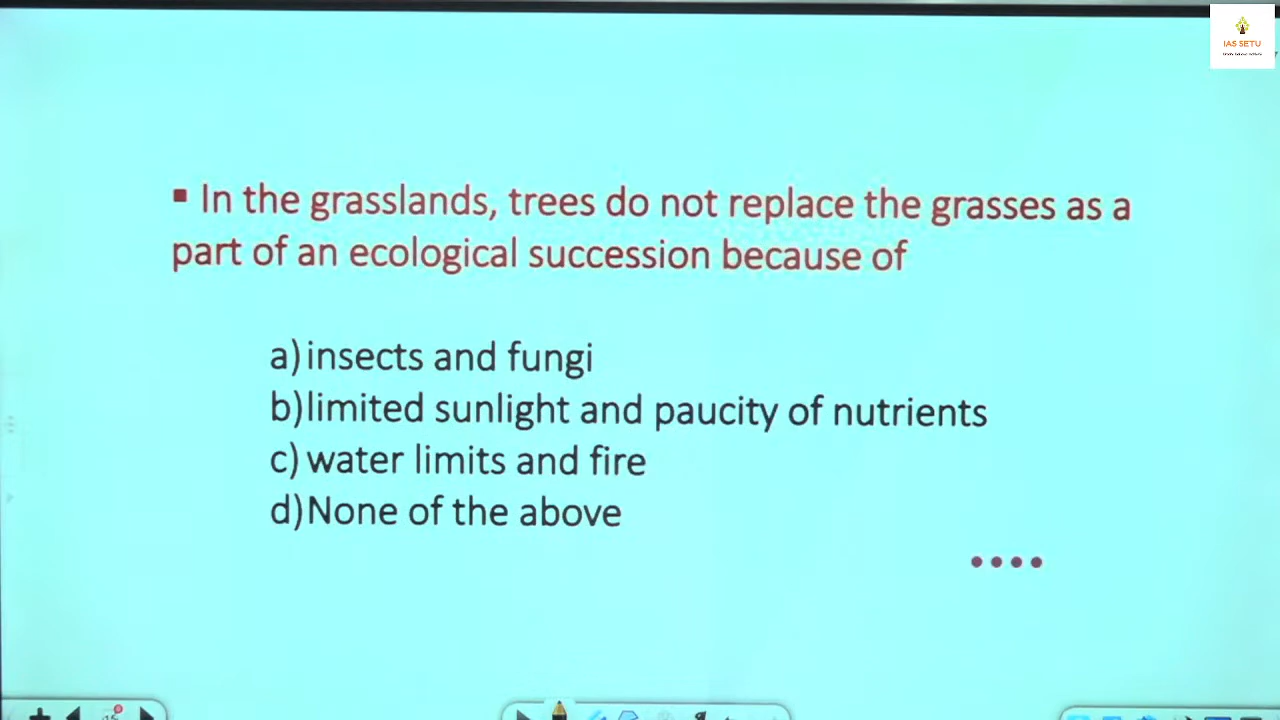 IAS SETU
▪ In the grasslands, trees do not replace the grasses as a
part of an ecological succession because of
a) insects and fungi
b) limited sunlight and paucity of nutrients
c) water limits and fire
d) None of the above